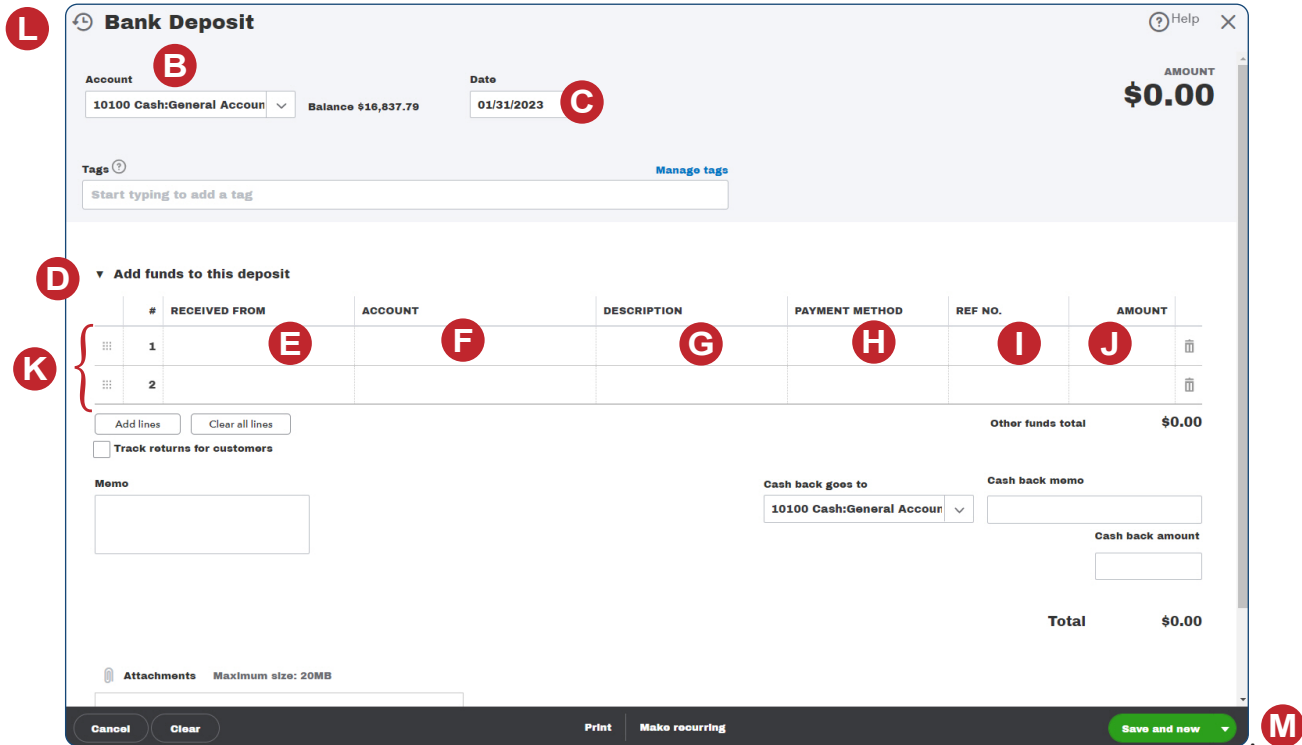 L
Bank Deposit
Help
B
Account
Date
AMOUNT
10100 Cash:General Accoun
Balance $16,837.79
01/31/2023
C
$0.00
Tags
Manage tags
Start typing to add a tag
D
Add funds to this deposit
# RECEIVED FROM ACCOUNT DESCRIPTION PAYMENT METHOD REF NO. AMOUNT
1 E F G H I J
K
2
Add lines
Clear all lines
Other funds total $0.00
Track returns for customers
Memo
Cash back goes to
Cash back memo
10100 Cash:General Accoun
Cash back amount
Total $0.00
Attachments Maximum size: 20MB
Cancel
Clear
Print
Make recurring
Save and new
M